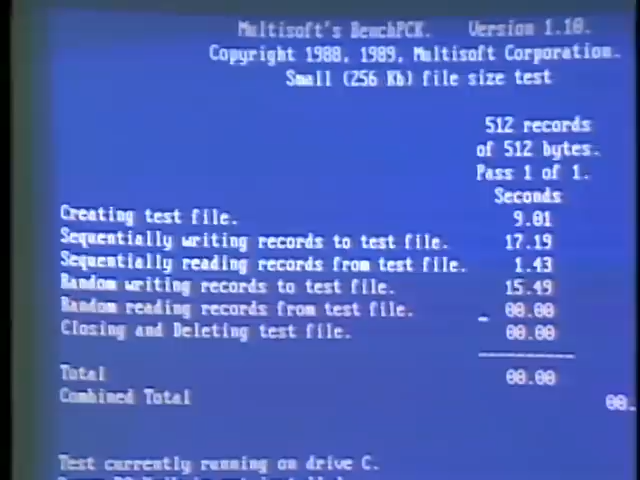 Multisoft's BenchPCK. Version 1.10.
Copyright 1988, 1989, Multisoft Corporation.
Small (256 Kb) file size test
512 records
of 512 bytes.
Pass 1 of 1.
Seconds
Creating test file. 9.01
Sequentially writing records to test file. 17.19
Sequentially reading records from test file. 1.43
Random writing records to test file. 15.49
Random reading records from test file. _ 00.00
Closing and Deleting test file. 00.00
Total 00.00
Combined Total 00.
Test currently running on drive C.